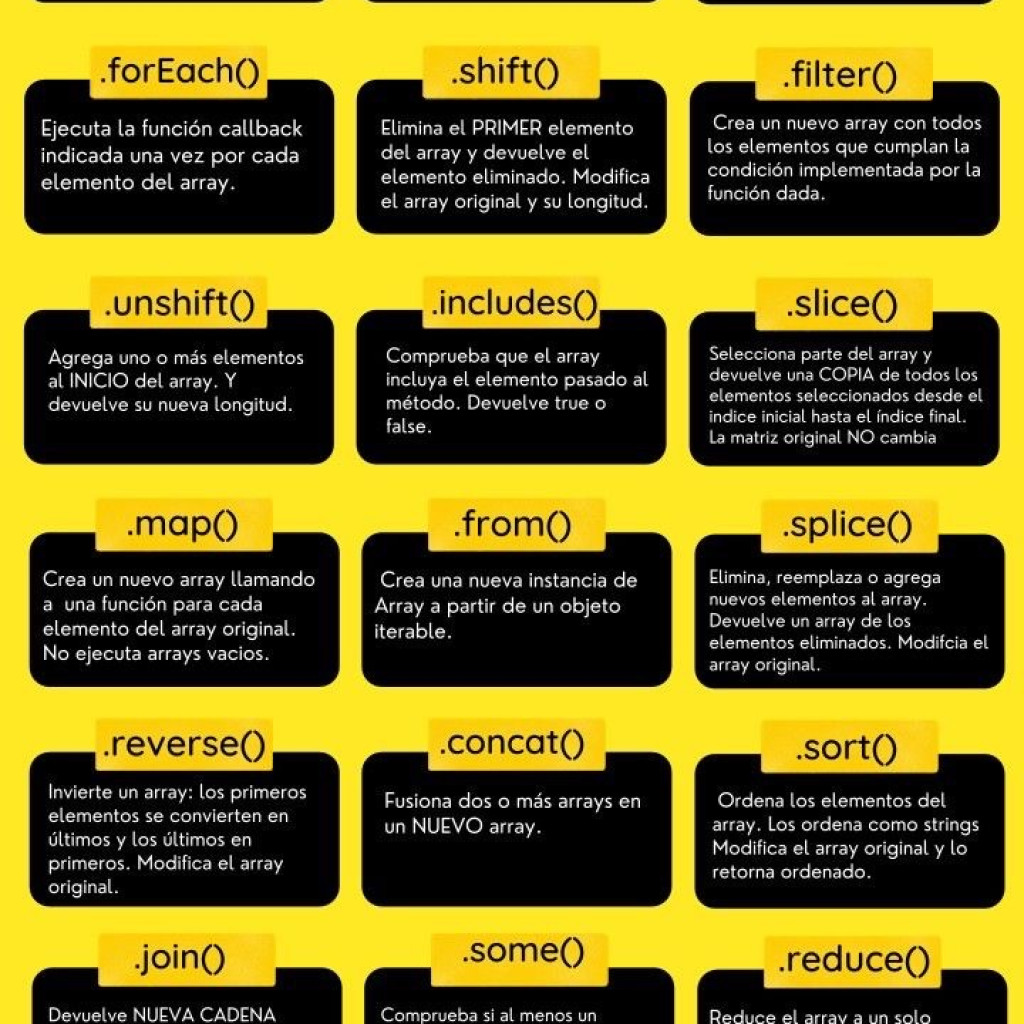 .forEach()
Ejecuta la función callback
indicada una vez por cada
elemento del array.
.shift()
Elimina el PRIMER elemento
del array y devuelve el
elemento eliminado. Modifica
el array original y su longitud.
.filter()
Crea un nuevo array con todos
los elementos que cumplan la
condición implementada por la
función dada.
.unshift()
Agrega uno o más elementos
al INICIO del array. Y
devuelve su nueva longitud.
.includes()
Comprueba que el array
incluya el elemento pasado al
método. Devuelve true o
false.
.slice()
Selecciona parte del array y
devuelve una COPIA de todos los
elementos seleccionados desde el
indice inicial hasta el índice final.
La matriz original NO cambia
.map()
Crea un nuevo array llamando
a una función para cada
elemento del array original.
No ejecuta arrays vacios.
.from()
Crea una nueva instancia de
Array a partir de un objeto
iterable.
.splice()
Elimina, reemplaza o agrega
nuevos elementos al array.
Devuelve un array de los
elementos eliminados. Modifcia el
array original.
.reverse()
Invierte un array: los primeros
elementos se convierten en
últimos y los últimos en
primeros. Modifica el array
original.
.concat()
Fusiona dos o más arrays en
un NUEVO array.
.sort()
Ordena los elementos del
array. Los ordena como strings
Modifica el array original y lo
retorna ordenado.
.join()
Devuelve NUEVA CADENA
.some()
Comprueba si al menos un
.reduce()
Reduce el array a un solo